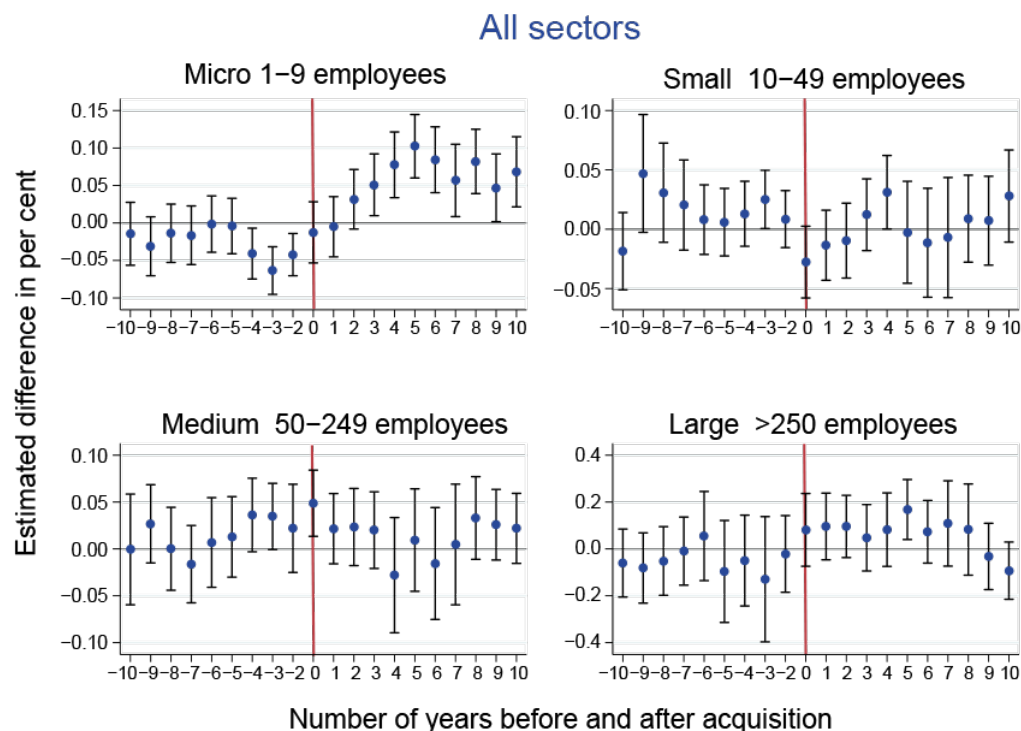 All sectors
Micro 1−9 employees
Small 10−49 employees
0.15
0.10
0.05
0.00
−0.05
−0.10
−10 −9 −8 −7 −6 −5 −4 −3 −2 0 1 2 3 4 5 6 7 8 9 10
0.10
0.05
0.00
−0.05
−10 −9 −8 −7 −6 −5 −4 −3 −2 0 1 2 3 4 5 6 7 8 9 10
Estimated difference in per cent
Medium 50−249 employees
Large >250 employees
0.10
0.05
0.00
−0.05
−0.10
−10 −9 −8 −7 −6 −5 −4 −3 −2 0 1 2 3 4 5 6 7 8 9 10
0.4
0.2
0.0
−0.2
−0.4
−10 −9 −8 −7 −6 −5 −4 −3 −2 0 1 2 3 4 5 6 7 8 9 10
Number of years before and after acquisition